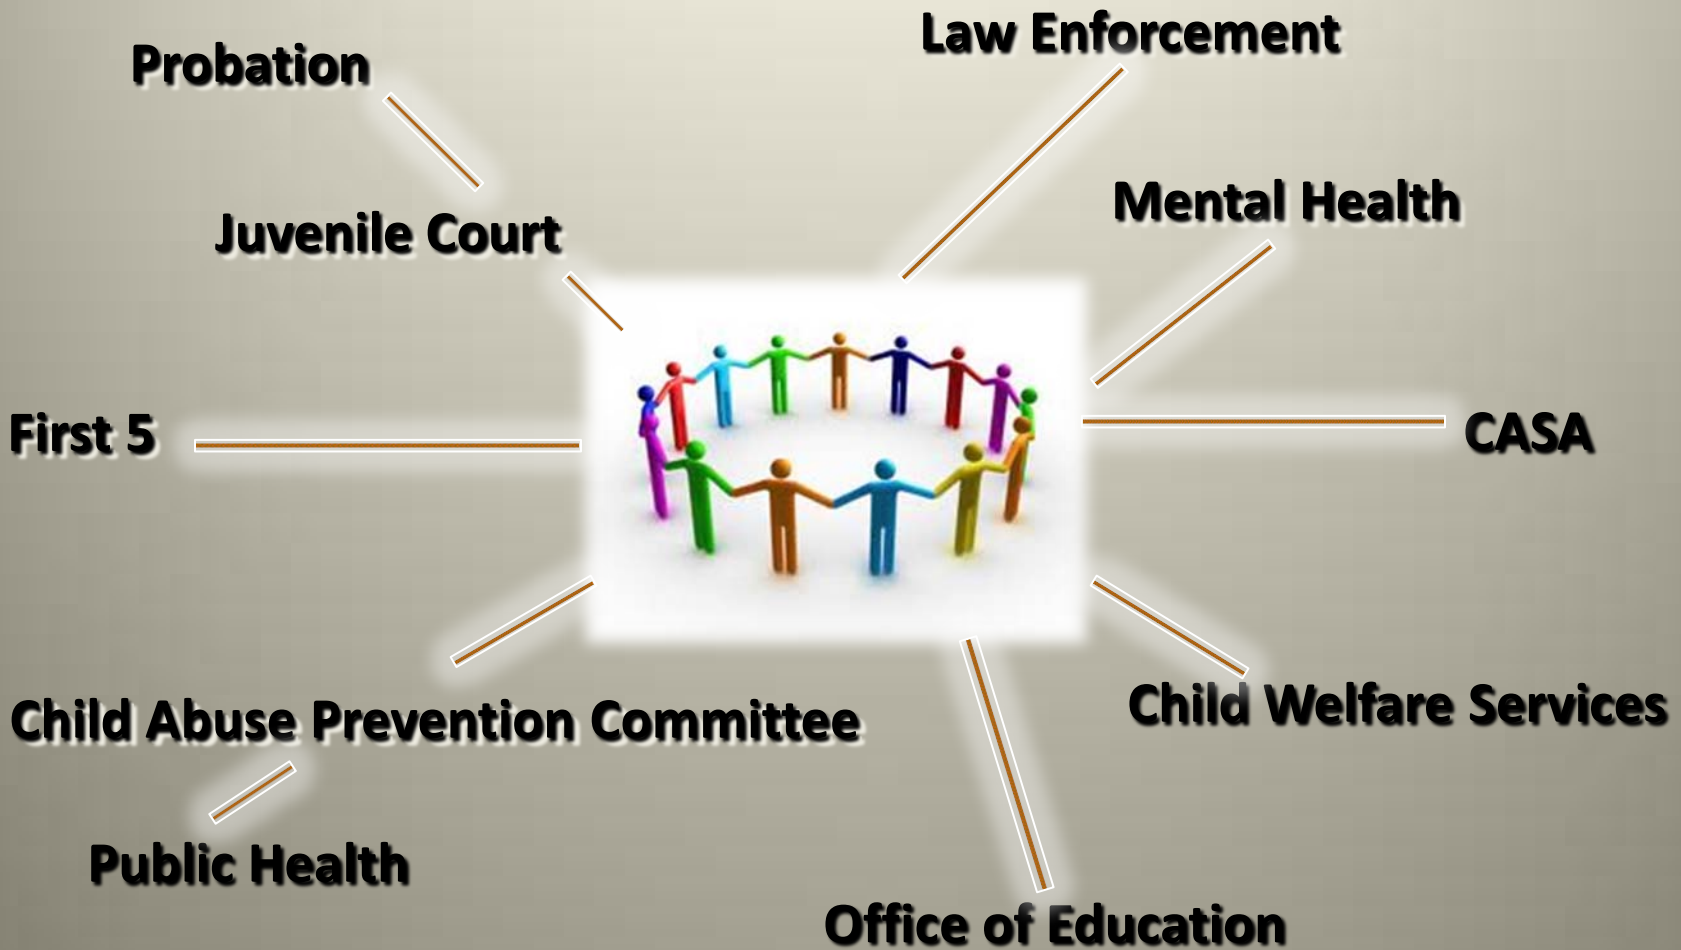 Law Enforcement
Probation
Mental Health
Juvenile Court
First 5
CASA
Child Welfare Services
Child Abuse Prevention Committee
Public Health
Office of Education